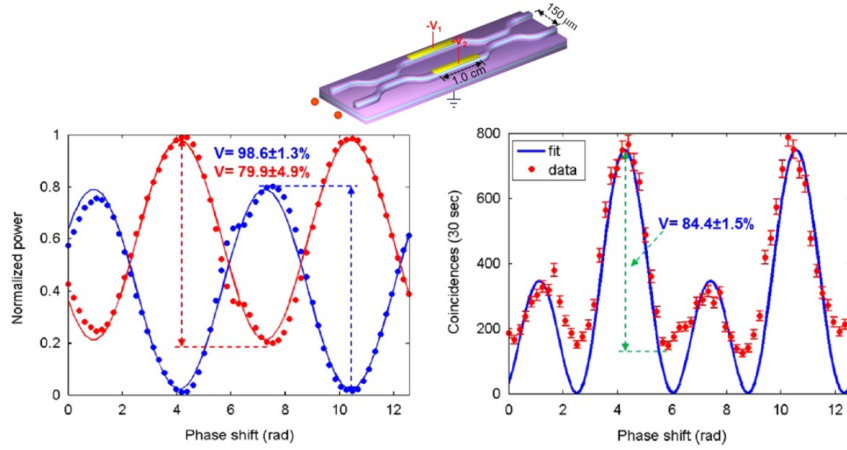 -V1
-V2
150 μm
1.0 cm
V= 98.6±1.3%
V= 79.9±4.9%
Normalized power
1
0.8
0.6
0.4
0.2
0
0 2 4 6 8 10 12
Phase shift (rad)
fit
data
V= 84.4±1.5%
Coincidences (30 sec)
800
600
400
200
0
0 2 4 6 8 10 12
Phase shift (rad)